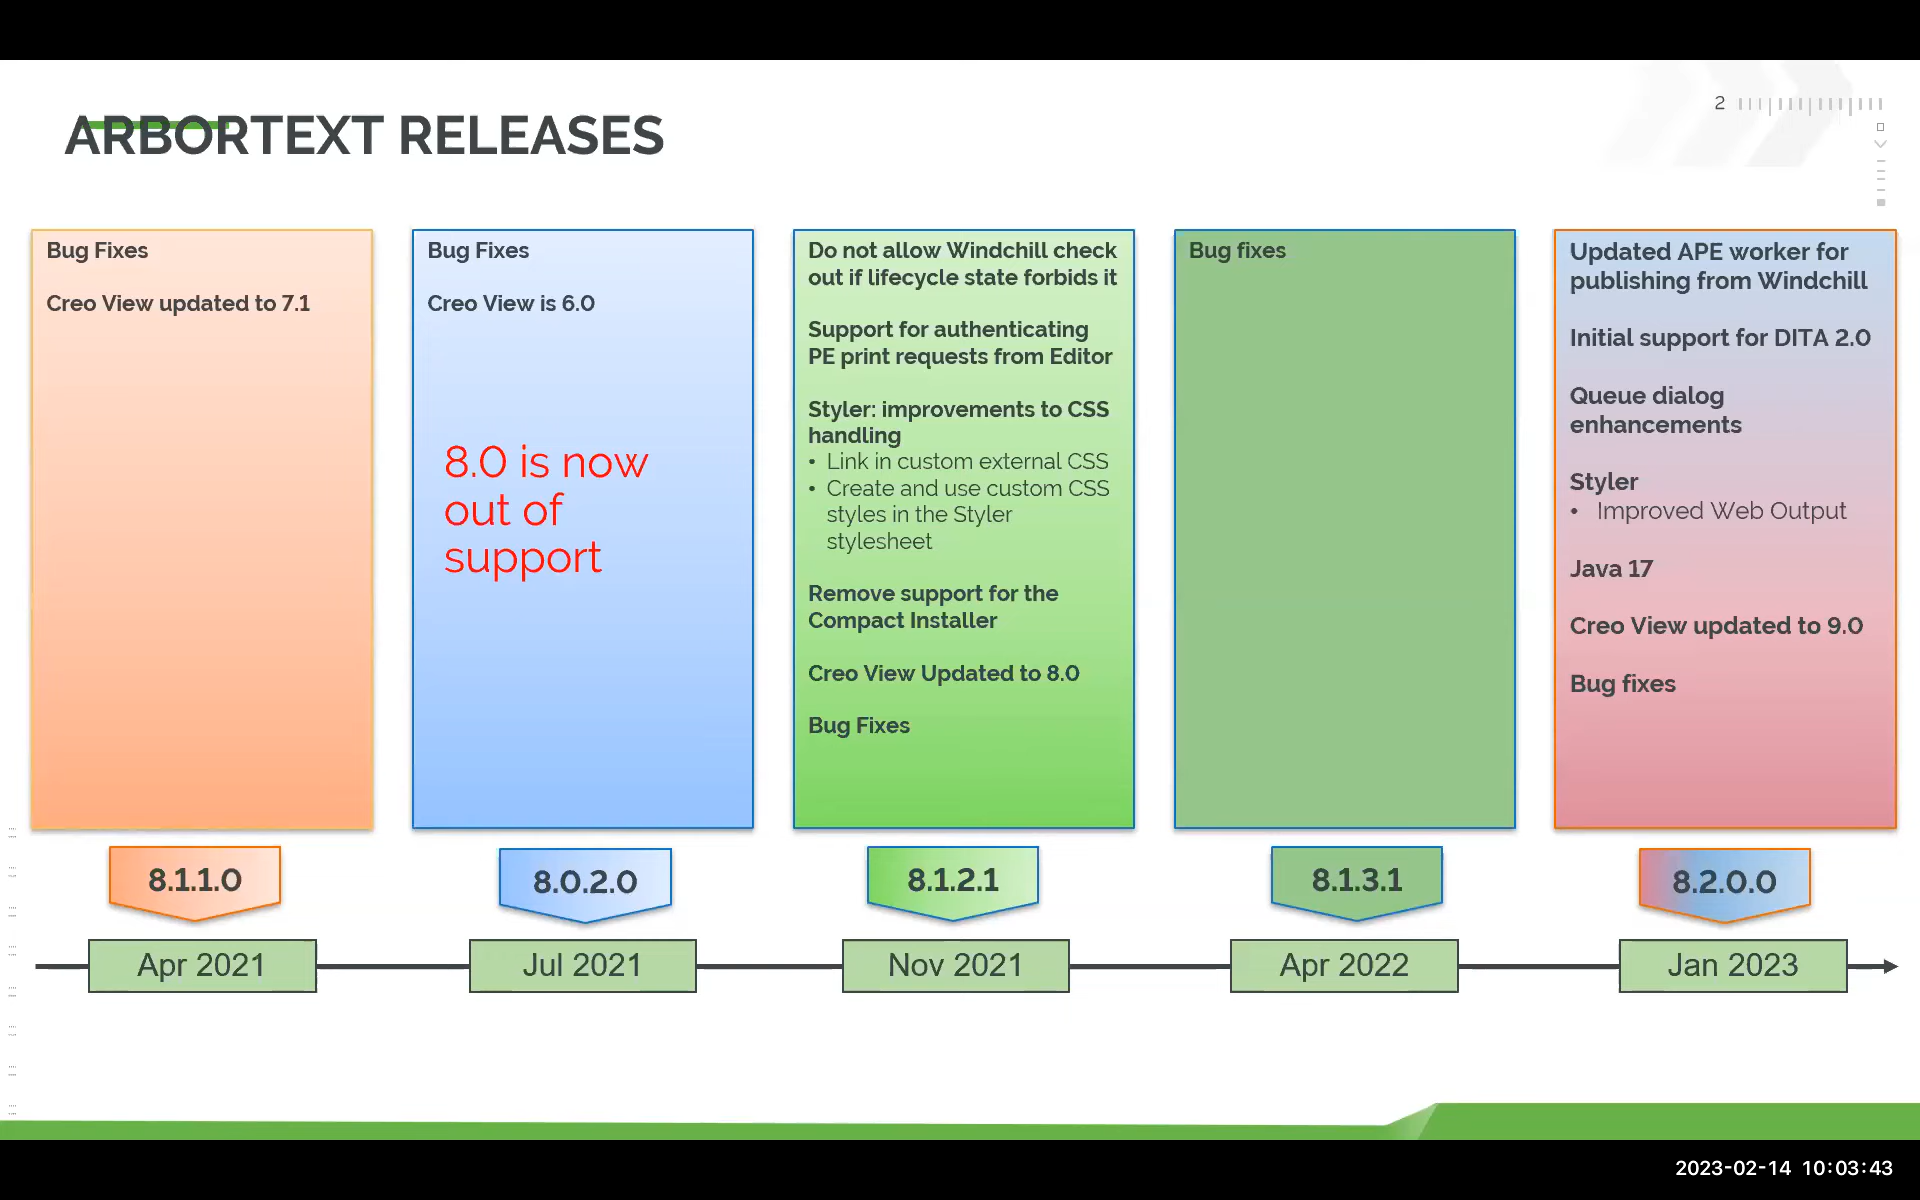 2
ARBORTEXT RELEASES
Bug Fixes
Creo View updated to 7.1
Bug Fixes
Creo View is 6.0
8.0 is now
out of
support
Do not allow Windchill check
out if lifecycle state forbids it
Support for authenticating
PE print requests from Editor
Styler: improvements to CSS
handling
• Link in custom external CSS
• Create and use custom CSS
styles in the Styler
stylesheet
Remove support for the
Compact Installer
Creo View Updated to 8.0
Bug Fixes
Bug fixes
Updated APE worker for
publishing from Windchill
Initial support for DITA 2.0
Queue dialog
enhancements
Styler
• Improved Web Output
Java 17
Creo View updated to 9.0
Bug fixes
8.1.1.0
8.0.2.0
8.1.2.1
8.1.3.1
8.2.0.0
Apr 2021
Jul 2021
Nov 2021
Apr 2022
Jan 2023
2023-02-14 10:03:43